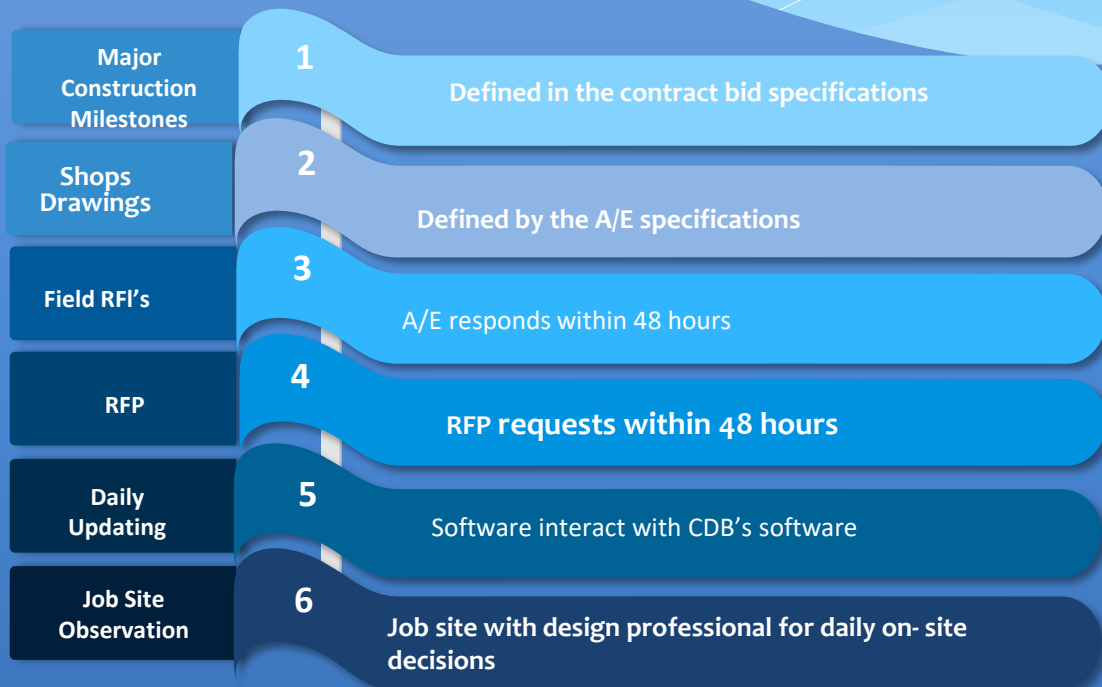 Major
Construction
Milestones
1
Defined in the contract bid specifications
Shops
Drawings
2
Defined by the A/E specifications
Field RFI's
3
A/E responds within 48 hours
RFP
4
RFP requests within 48 hours
Daily
Updating
5
Software interact with CDB's software
Job Site
Observation
6
Job site with design professional for daily on- site
decisions